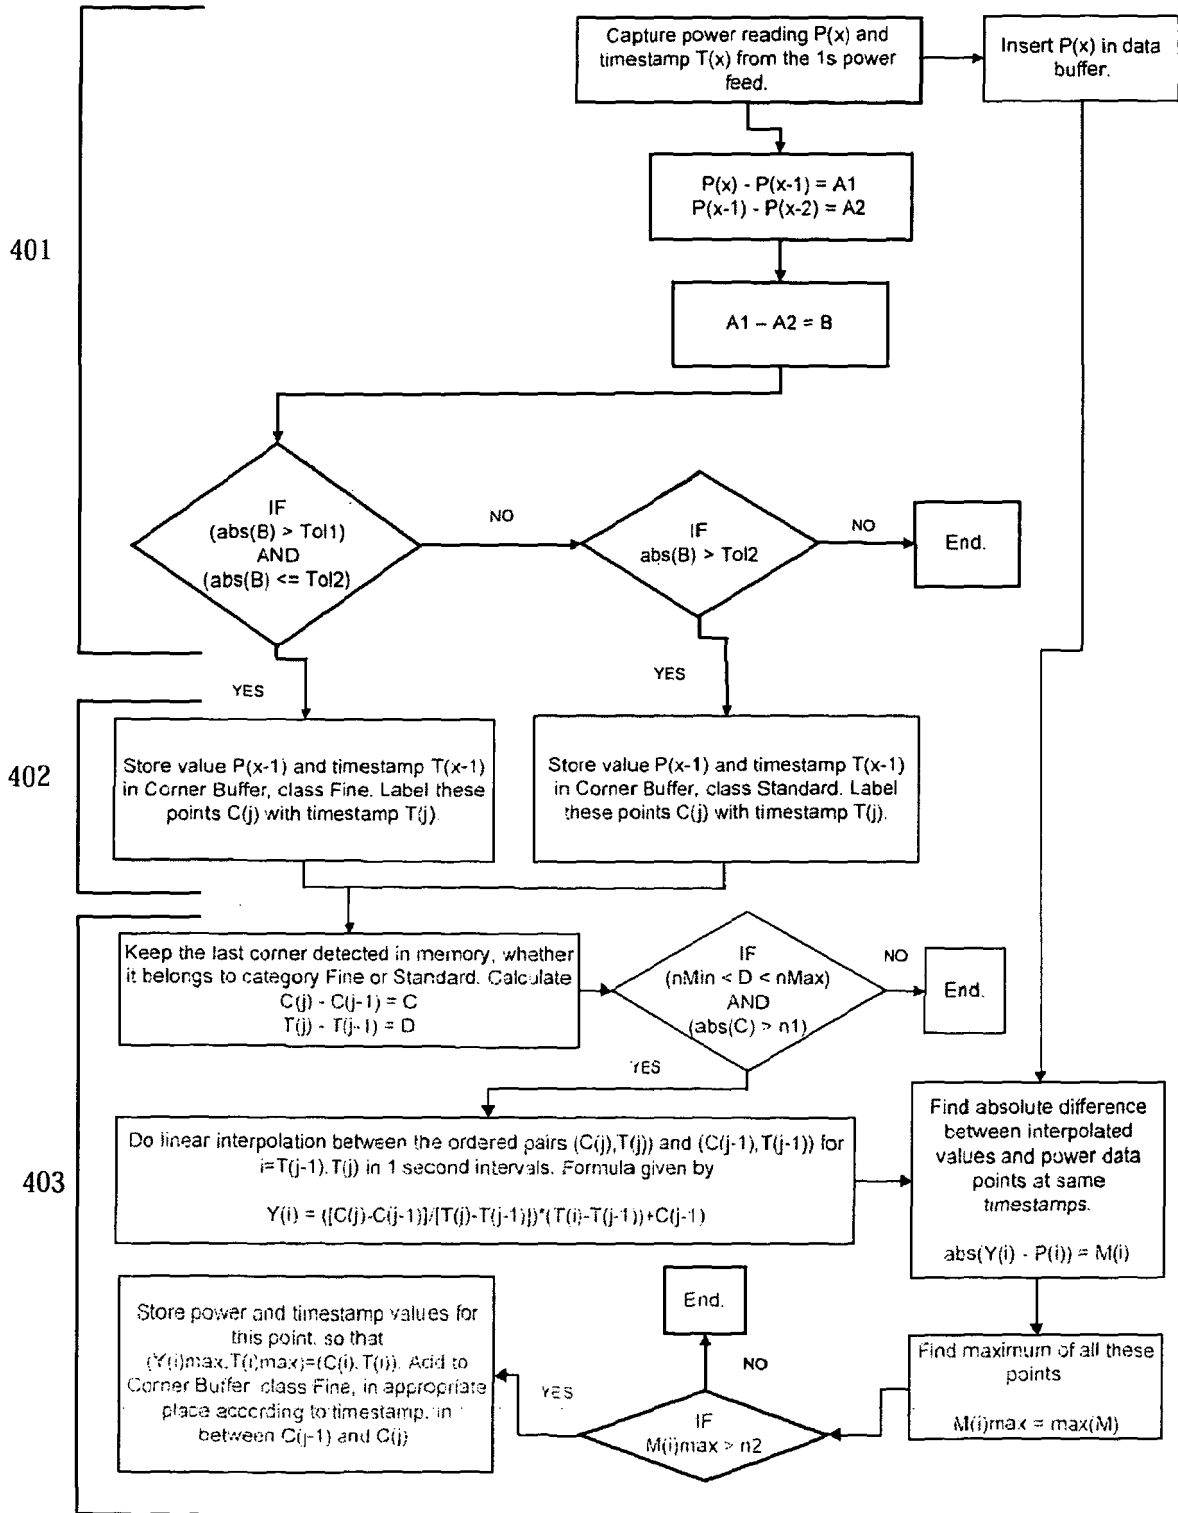 Capture power reading P(x) and
timestamp T(x) from the 1s power
feed.
Insert P(x) in data
buffer.
P(x) - P(x-1) = A1
P(x-1) - P(x-2) = A2
401
A1 – A2 = B
IF
(abs(B) > Tol1)
AND
(abs(B) <= Tol2)
NO
IF
abs(B) > Tol2
NO
End.
YES
YES
402
Store value P(x-1) and timestamp T(x-1)
in Corner Buffer, class Fine. Label these
points C(j) with timestamp T(j).
Store value P(x-1) and timestamp T(x-1)
in Corner Buffer, class Standard. Label
these points C(j) with timestamp T(j).
Keep the last corner detected in memory, whether
it belongs to category Fine or Standard. Calculate
C(j) - C(j-1) = C
T(j) - T(j-1) = D
IF
(nMin < D < nMax)
AND
(abs(C) > n1)
NO
End.
YES
403
Do linear interpolation between the ordered pairs (C(j),T(j)) and (C(j-1),T(j-1)) for
i=T(j-1).T(j) in 1 second intervals. Formula given by
Y(i) = ([C(j)-C(j-1)]/[T(j)-T(j-1)])*(T(i)-T(j-1))+C(j-1)
Find absolute difference
between interpolated
values and power data
points at same
timestamps.
abs(Y(i) - P(i)) = M(i)
Store power and timestamp values for
this point, so that
(Y(i)max,T(i)max)=(C(i),T(i)). Add to
Corner Buffer, class Fine, in appropriate
place according to timestamp, in
between C(j-1) and C(j)
YES
End.
NO
IF
M(i)max > n2
Find maximum of all these
points
M(i)max = max(M)